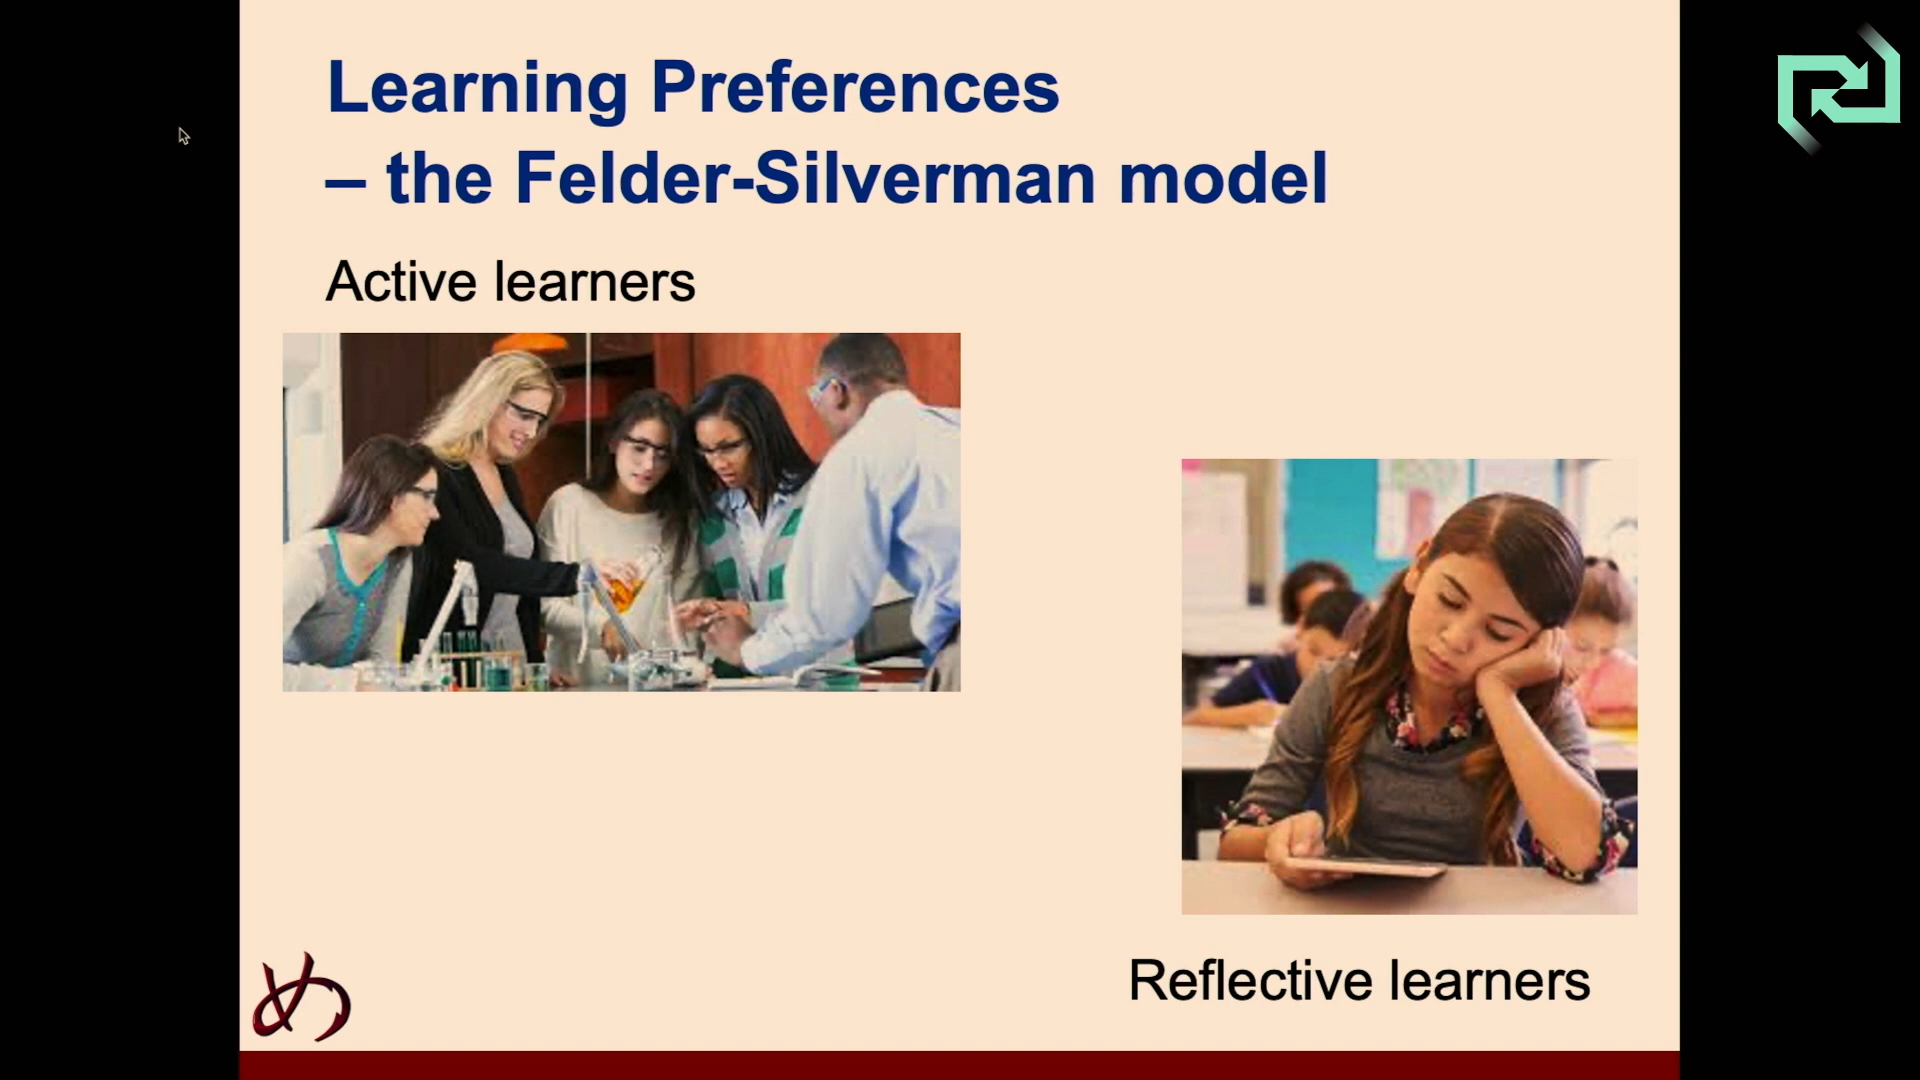 Learning Preferences
– the Felder-Silverman model
Active learners
Reflective learners
め